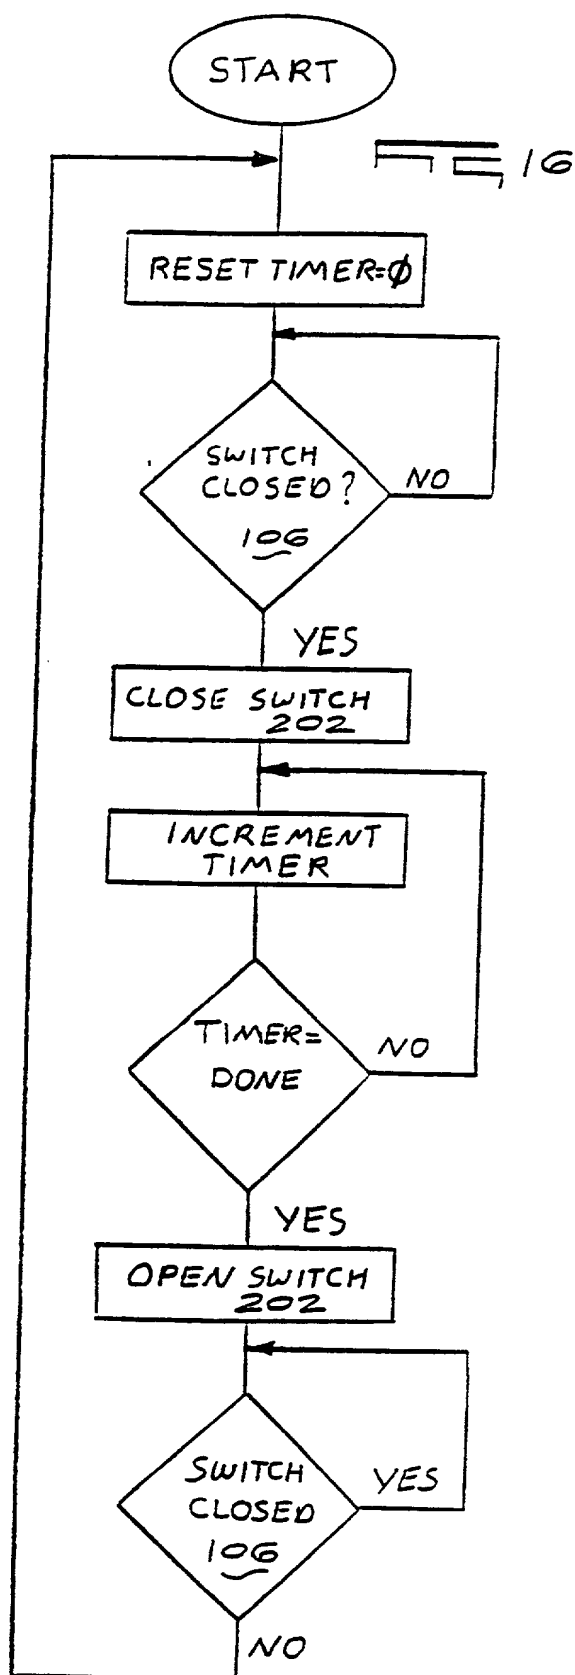 START
FIG 16
RESET TIMER=Ø
SWITCH
CLOSED?
106
NO
YES
CLOSE SWITCH
202
INCREMENT
TIMER
TIMER=
DONE
NO
YES
OPEN SWITCH
202
SWITCH
CLOSED
106
YES
NO